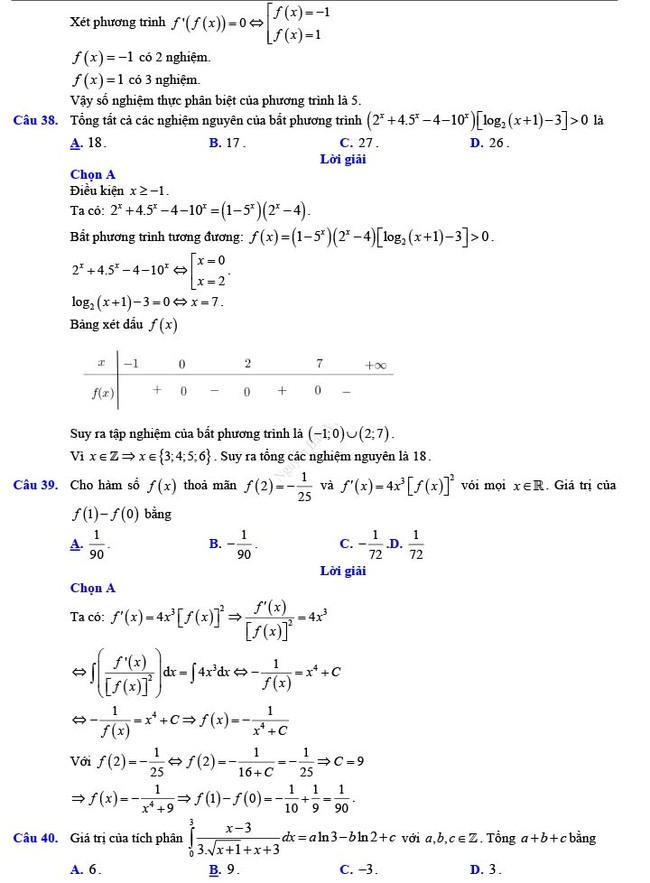 Xét phương trình f'(f(x)) = 0 ⇔ [f(x) = −1
f(x) = 1
f(x) = −1 có 2 nghiệm.
f(x) = 1 có 3 nghiệm.
Vậy số nghiệm thực phân biệt của phương trình là 5.
Câu 38. Tổng tất cả các nghiệm nguyên của bất phương trình (2^x + 4.5^x − 4 − 10^x)[log₂(x+1) − 3] > 0 là
A. 18. B. 17. C. 27. D. 26.
Lời giải
Chọn A
Điều kiện x ≥ −1.
Ta có: 2^x + 4.5^x − 4 − 10^x = (1 − 5^x)(2^x − 4).
Bất phương trình tương đương: f(x) = (1 − 5^x)(2^x − 4)[log₂(x+1) − 3] > 0.
2^x + 4.5^x − 4 − 10^x ⇔ [x = 0
x = 2.
log₂(x+1) − 3 = 0 ⇔ x = 7.
Bảng xét dấu f(x)
x −1 0 2 7 +∞
f(x) + 0 − 0 + 0 −
Suy ra tập nghiệm của bất phương trình là (−1;0)∪(2;7).
Vì x ∈ ℤ ⇒ x ∈ {3;4;5;6}. Suy ra tổng các nghiệm nguyên là 18.
Câu 39. Cho hàm số f(x) thoả mãn f(2) = −1/25 và f'(x) = 4x³[f(x)]² với mọi x ∈ ℝ. Giá trị của
f(1) − f(0) bằng
A. 1/90. B. −1/90. C. −1/72.D. 1/72
Lời giải
Chọn A
Ta có: f'(x) = 4x³[f(x)]² ⇒ f'(x)/[f(x)]² = 4x³
⇔ ∫(f'(x)/[f(x)]²)dx = ∫4x³dx ⇔ −1/f(x) = x⁴ + C
⇔ −1/f(x) = x⁴ + C ⇒ f(x) = −1/(x⁴ + C)
Với f(2) = −1/25 ⇔ f(2) = −1/(16 + C) = −1/25 ⇒ C = 9
⇒ f(x) = −1/(x⁴ + 9) ⇒ f(1) − f(0) = −1/10 + 1/9 = 1/90.
Câu 40. Giá trị của tích phân ∫₀³ (x − 3)/(3.√(x+1) + x + 3) dx = a ln 3 − b ln 2 + c với a,b,c ∈ ℤ. Tổng a + b + c bằng
A. 6. B. 9. C. −3. D. 3.